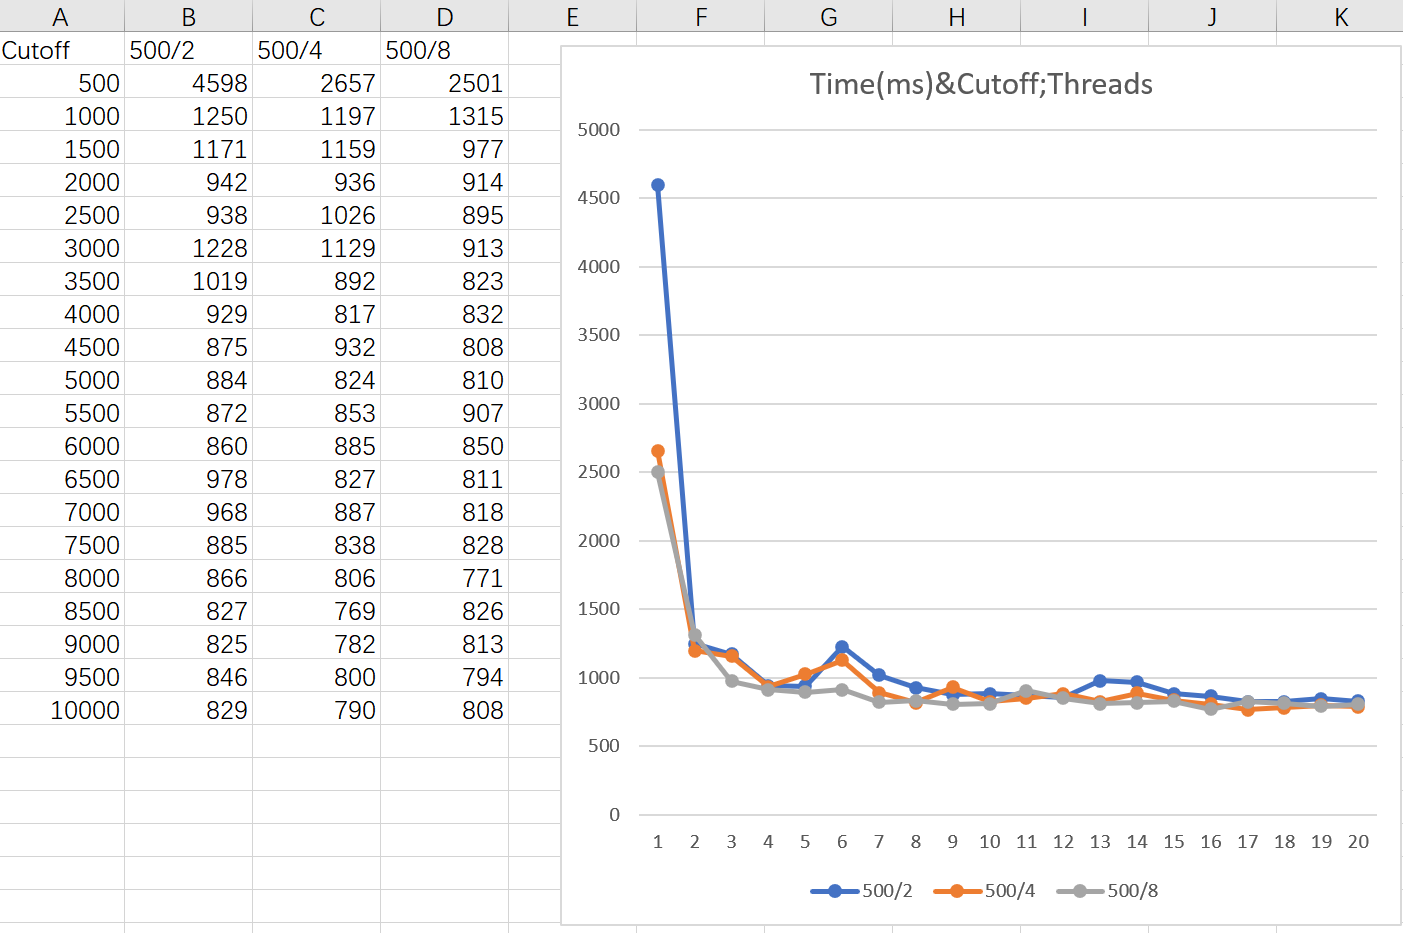 A B C D E F G H I J K
Cutoff 500/2 500/4 500/8
500 4598 2657 2501
1000 1250 1197 1315
1500 1171 1159 977
2000 942 936 914
2500 938 1026 895
3000 1228 1129 913
3500 1019 892 823
4000 929 817 832
4500 875 932 808
5000 884 824 810
5500 872 853 907
6000 860 885 850
6500 978 827 811
7000 968 887 818
7500 885 838 828
8000 866 806 771
8500 827 769 826
9000 825 782 813
9500 846 800 794
10000 829 790 808
Time(ms)&Cutoff;Threads
5000
4500
4000
3500
3000
2500
2000
1500
1000
500
0
1 2 3 4 5 6 7 8 9 10 11 12 13 14 15 16 17 18 19 20
500/2 500/4 500/8